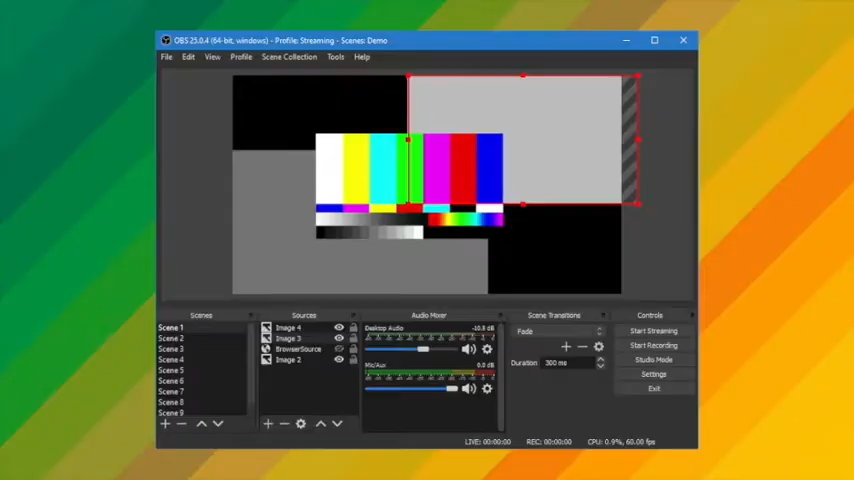 OBS 25.0.4 (64-bit, windows) - Profile: Streaming - Scenes: Demo
File Edit View Profile Scene Collection Tools Help
Scenes
Scene 1
Scene 2
Scene 3
Scene 4
Scene 5
Scene 6
Scene 7
Scene 8
Scene 9
Sources
Image 4
Image 3
BrowserSource
Image 2
Audio Mixer
Desktop Audio -10.8 dB
Mic/Aux 0.0 dB
Scene Transitions
Fade
Duration 300 ms
Controls
Start Streaming
Start Recording
Studio Mode
Settings
Exit
LIVE: 00:00:00 REC: 00:00:00 CPU: 0.9%, 60.00 fps